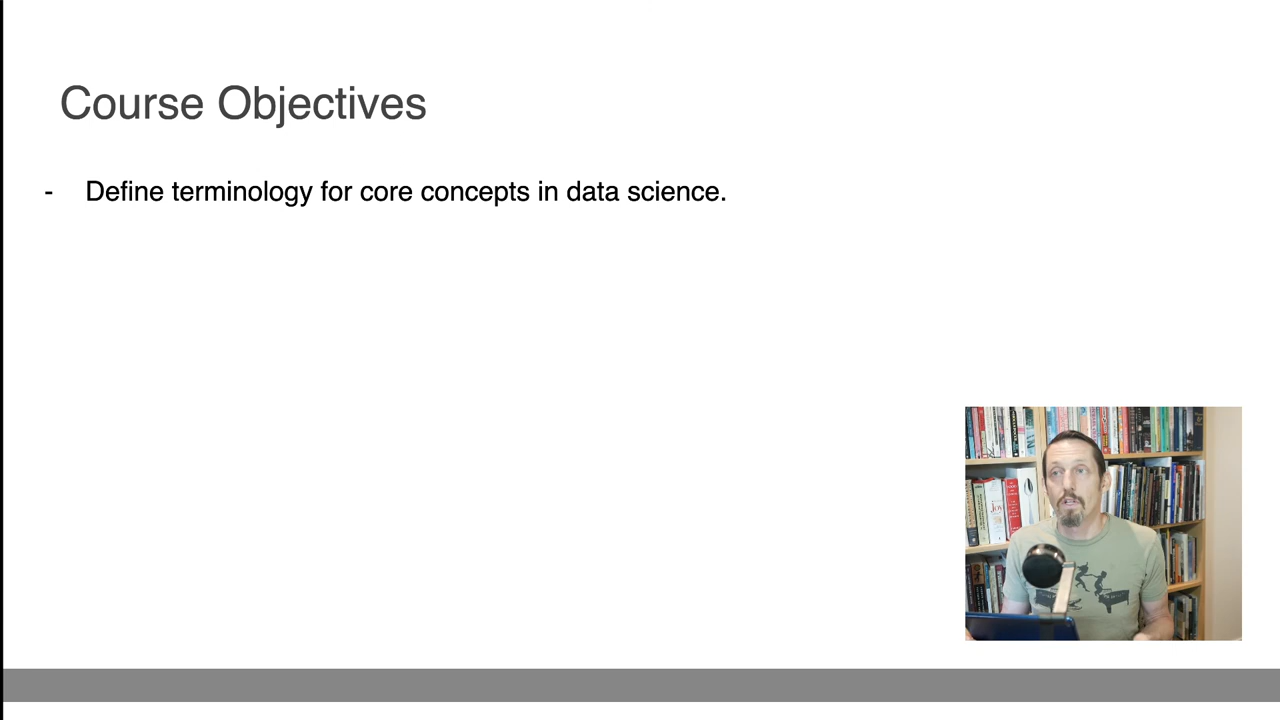 Course Objectives
- Define terminology for core concepts in data science.